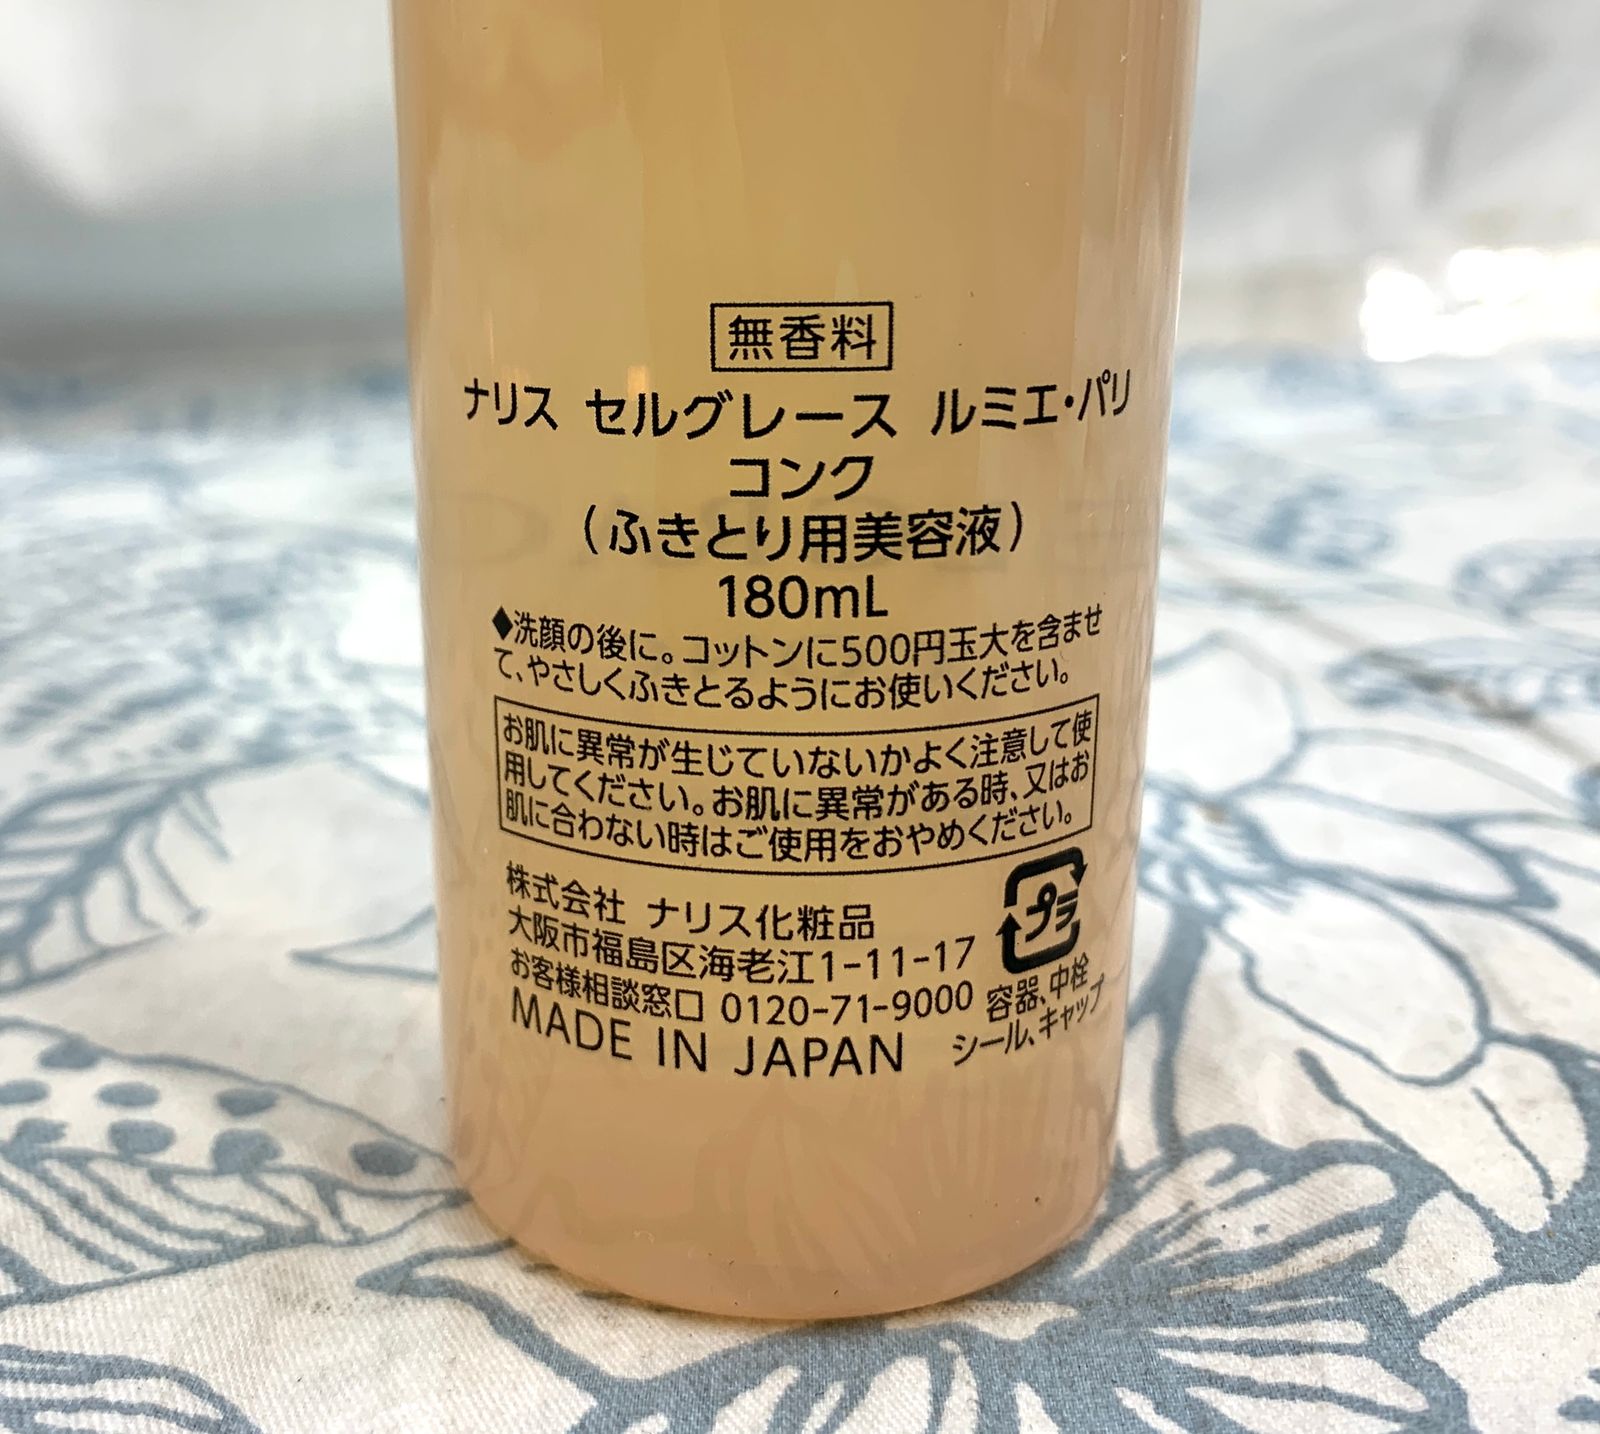 無香料
ナリス セルグレース ルミエ・パリ
コンク
（ふきとり用美容液）
180mL
◆洗顔の後に。コットンに500円玉大を含ませ
て、やさしくふきとるようにお使いください。
お肌に異常が生じていないかよく注意して使
用してください。お肌に異常がある時、又はお
肌に合わない時はご使用をおやめください。
株式会社 ナリス化粧品
大阪市福島区海老江1-11-17
お客様相談窓口 0120-71-9000
MADE IN JAPAN
プラ
容器、中栓
シール、キャップ